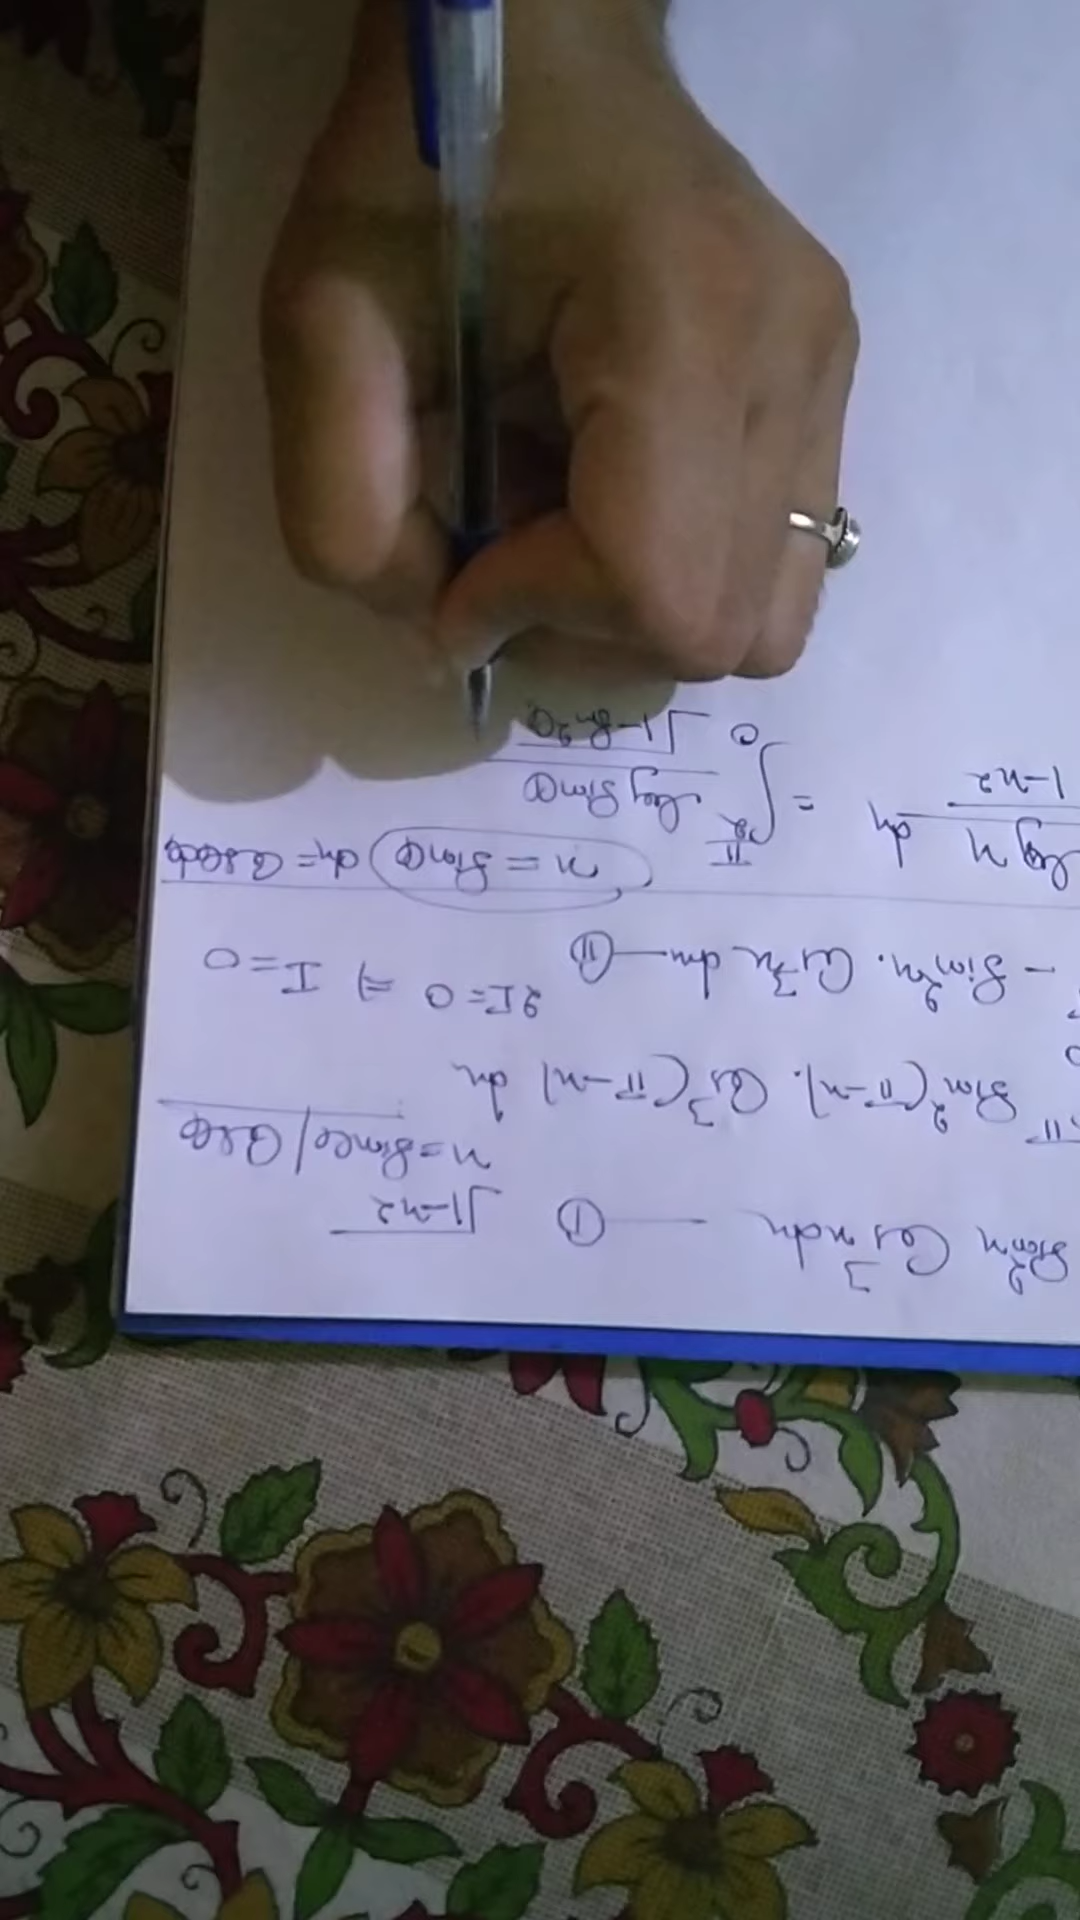 Sin²x Cos³x dx — ①
√1-x²
x = Sinθ/Cosθ
π Sin²(π-x). Cos³(π-x) dx
0
- Sin²x. Cos³x dx — ②
2I = 0 ⇒ I = 0
x = Sinθ dx = Cosθdθ
log x / 1-x² dx = ∫₀^{π/2} log Sinθ / √1-Sin²θ